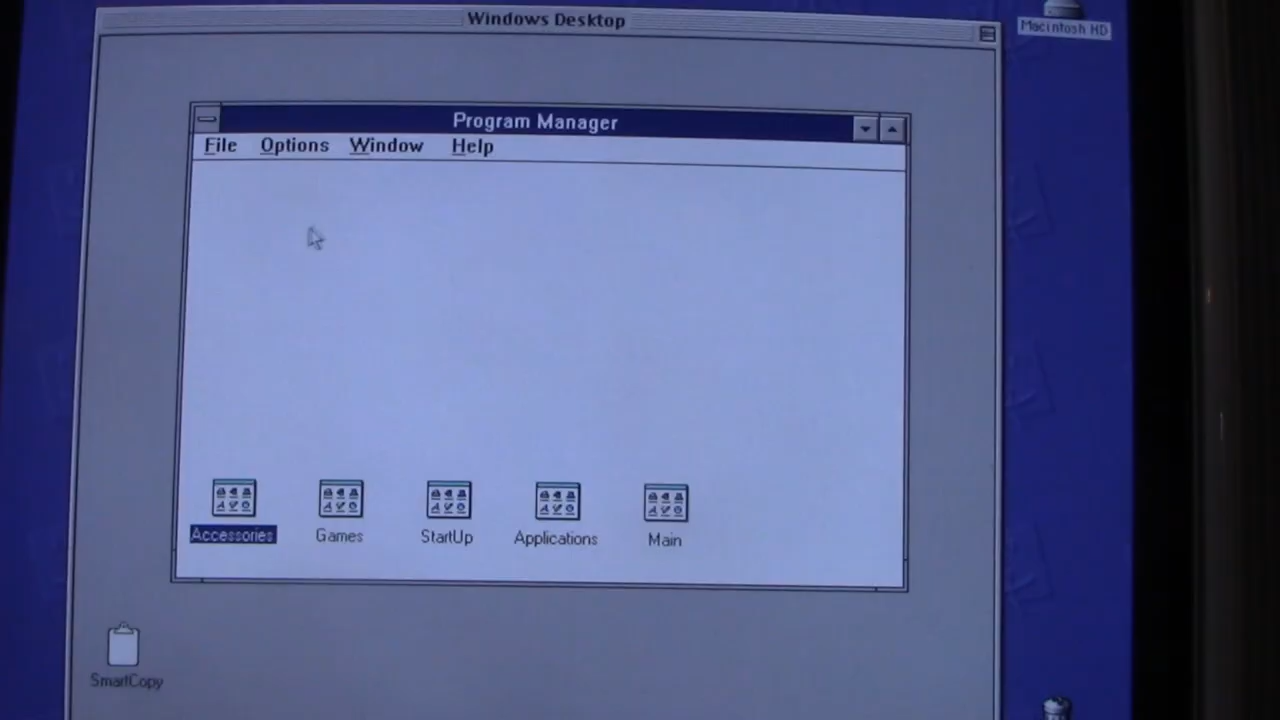 Windows Desktop
Macintosh HD
Program Manager
File Options Window Help
Accessories Games StartUp Applications Main
SmartCopy